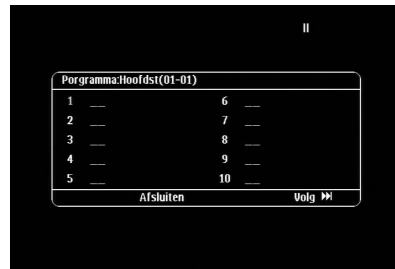 Porgramma:Hoofdst(01-01)
1 __ 6 __
2 __ 7 __
3 __ 8 __
4 __ 9 __
5 __ 10 __
Afsluiten Volg